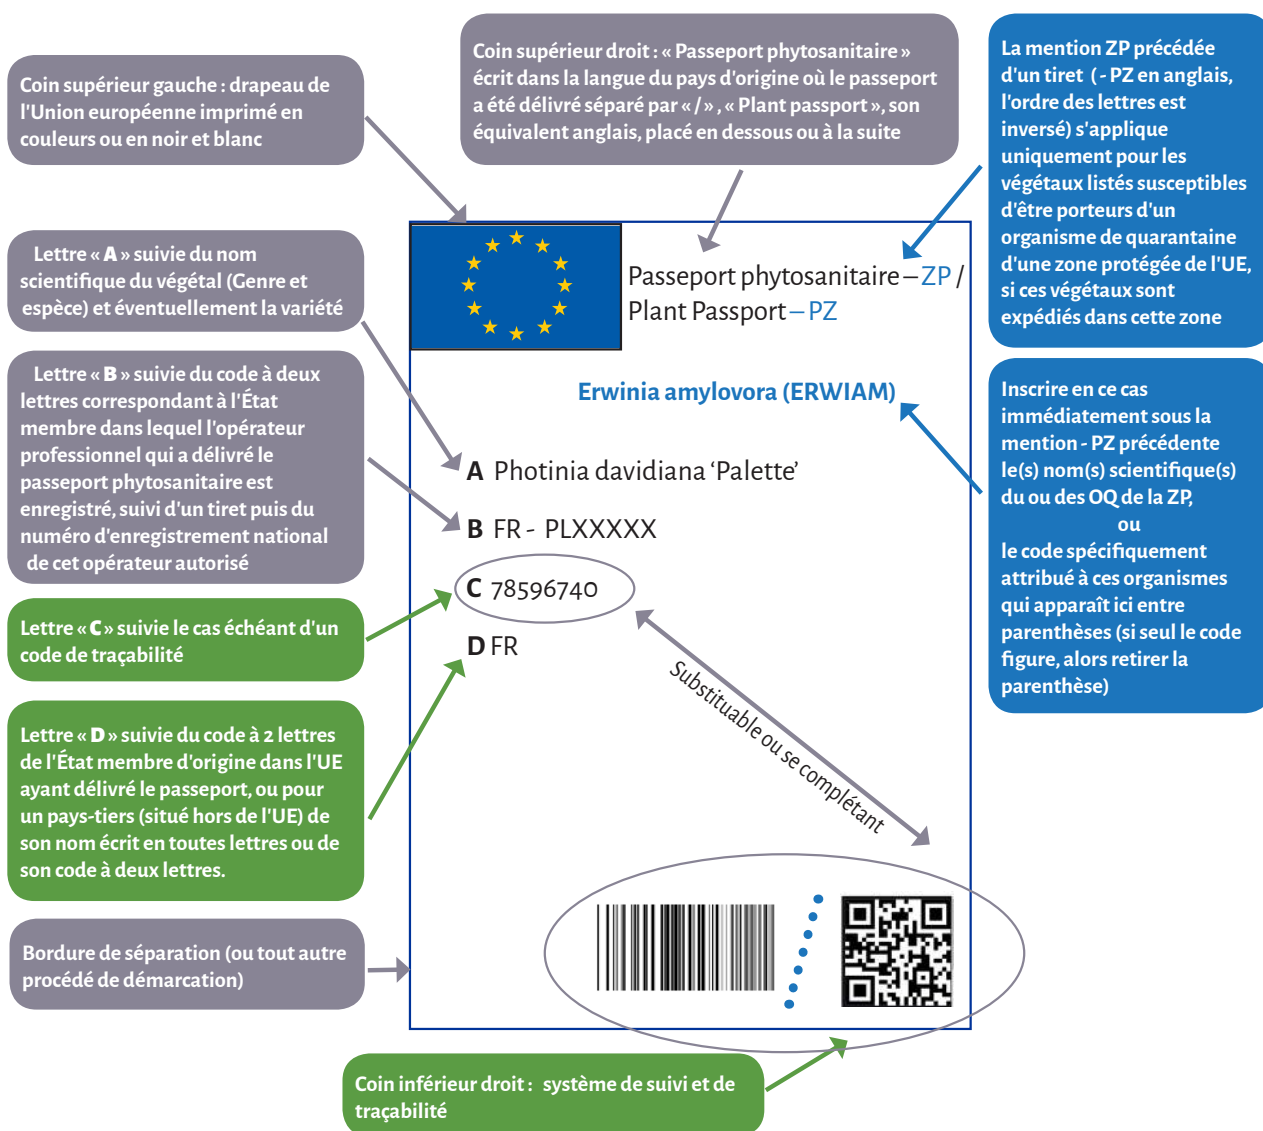 Coin supérieur gauche : drapeau de
l'Union européenne imprimé en
couleurs ou en noir et blanc
Coin supérieur droit : « Passeport phytosanitaire »
écrit dans la langue du pays d'origine où le passeport
a été délivré séparé par « / » , « Plant passport », son
équivalent anglais, placé en dessous ou à la suite
La mention ZP précédée
d'un tiret ( - PZ en anglais,
l'ordre des lettres est
inversé) s'applique
uniquement pour les
végétaux listés susceptibles
d'être porteurs d'un
organisme de quarantaine
d'une zone protégée de l'UE,
si ces végétaux sont
expédiés dans cette zone
Lettre « A » suivie du nom
scientifique du végétal (Genre et
espèce) et éventuellement la variété
Passeport phytosanitaire – ZP /
Plant Passport – PZ
Lettre « B » suivie du code à deux
lettres correspondant à l'État
membre dans lequel l'opérateur
professionnel qui a délivré le
passeport phytosanitaire est
enregistré, suivi d'un tiret puis du
numéro d'enregistrement national
de cet opérateur autorisé
Erwinia amylovora (ERWIAM)
Inscrire en ce cas
immédiatement sous la
mention - PZ précédente
le(s) nom(s) scientifique(s)
du ou des OQ de la ZP,
ou
le code spécifiquement
attribué à ces organismes
qui apparaît ici entre
parenthèses (si seul le code
figure, alors retirer la
parenthèse)
A Photinia davidiana ‘Palette’
B FR - PLXXXXX
C 78596740
D FR
Lettre « C » suivie le cas échéant d'un
code de traçabilité
Substituable ou se complétant
Lettre « D » suivie du code à 2 lettres
de l'État membre d'origine dans l'UE
ayant délivré le passeport, ou pour
un pays-tiers (situé hors de l'UE) de
son nom écrit en toutes lettres ou de
son code à deux lettres.
Bordure de séparation (ou tout autre
procédé de démarcation)
Coin inférieur droit : système de suivi et de
traçabilité